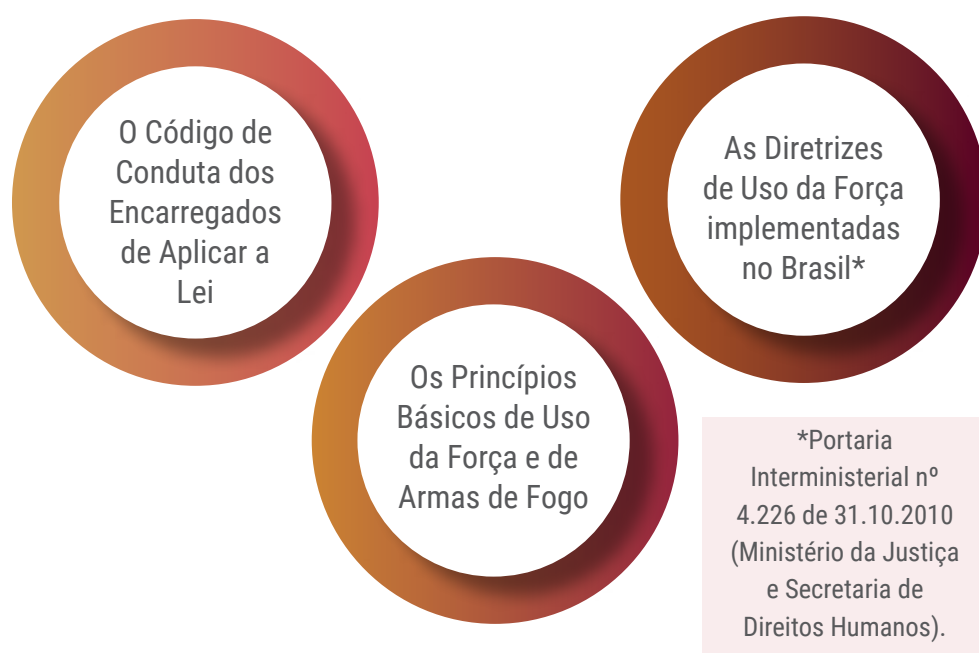 O Código de
Conduta dos
Encarregados
de Aplicar a
Lei
Os Princípios
Básicos de Uso
da Força e de
Armas de Fogo
As Diretrizes
de Uso da Força
implementadas
no Brasil*
*Portaria
Interministerial nº
4.226 de 31.10.2010
(Ministério da Justiça
e Secretaria de
Direitos Humanos).